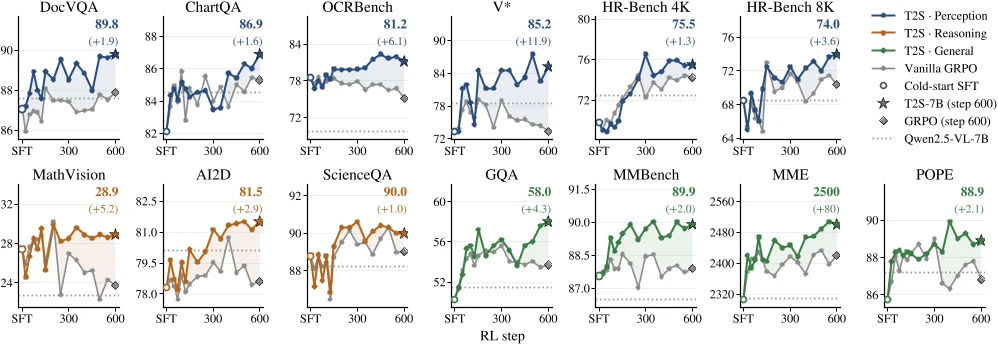 DocVQA
89.8
(+1.9)
90
88
86
SFT 300 600
ChartQA
86.9
(+1.6)
88
86
84
82
SFT 300 600
OCRBench
81.2
(+6.1)
84
78
72
SFT 300 600
V*
85.2
(+11.9)
90
84
78
72
SFT 300 600
HR-Bench 4K
75.5
(+1.3)
80
76
72
SFT 300 600
HR-Bench 8K
74.0
(+3.6)
76
72
68
64
SFT 300 600
T2S · Perception
T2S · Reasoning
T2S · General
Vanilla GRPO
Cold-start SFT
T2S-7B (step 600)
GRPO (step 600)
Qwen2.5-VL-7B
MathVision
28.9
(+5.2)
32
28
24
SFT 300 600
AI2D
81.5
(+2.9)
82.5
81.0
79.5
78.0
SFT 300 600
ScienceQA
90.0
(+1.0)
92
90
88
SFT 300 600
GQA
58.0
(+4.3)
60
56
52
SFT 300 600
MMBench
89.9
(+2.0)
91.5
90.0
88.5
87.0
SFT 300 600
MME
2500
(+80)
2560
2480
2400
2320
SFT 300 600
POPE
88.9
(+2.1)
90
88
86
SFT 300 600
RL step